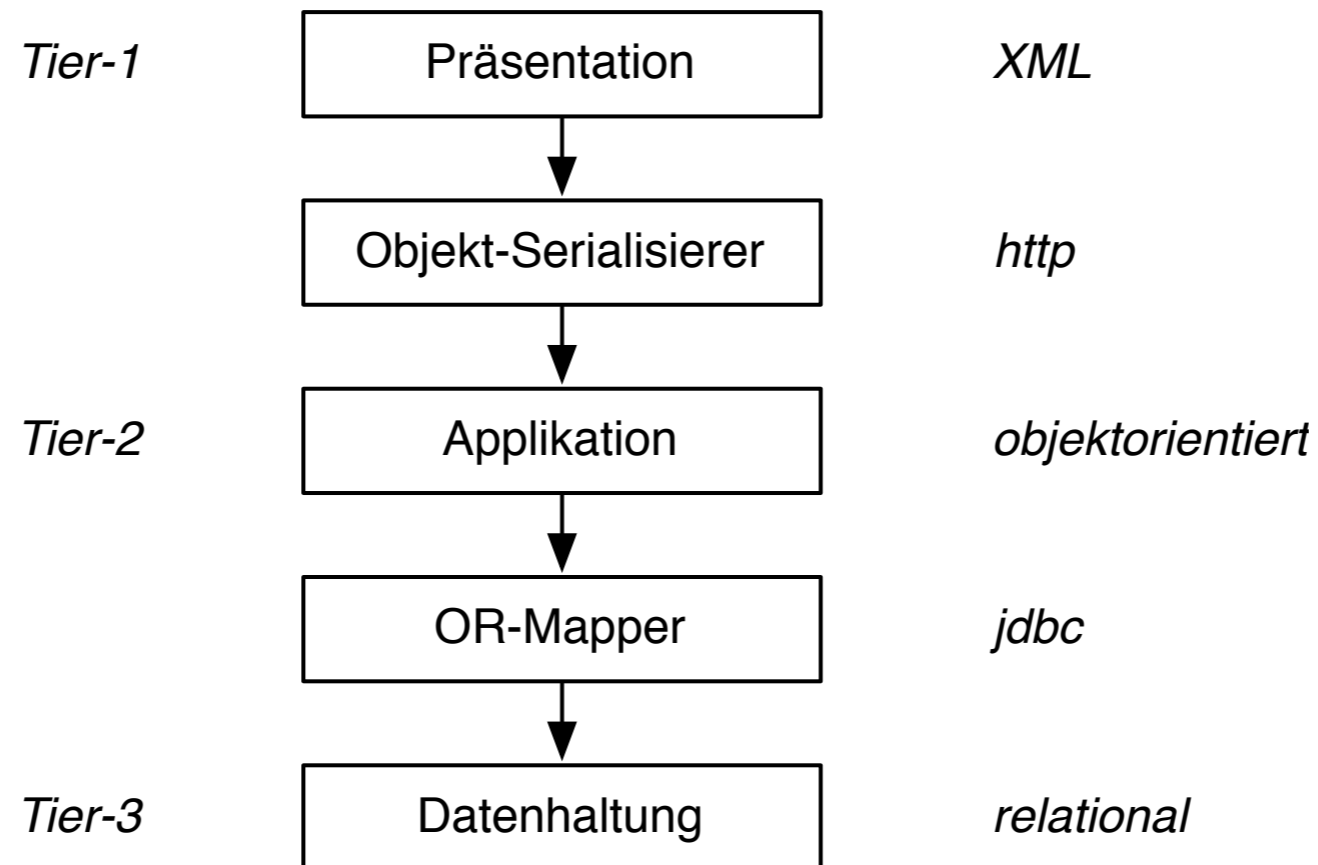 Tier-1 Präsentation XML
Objekt-Serialisierer http
Tier-2 Applikation objektorientiert
OR-Mapper jdbc
Tier-3 Datenhaltung relational